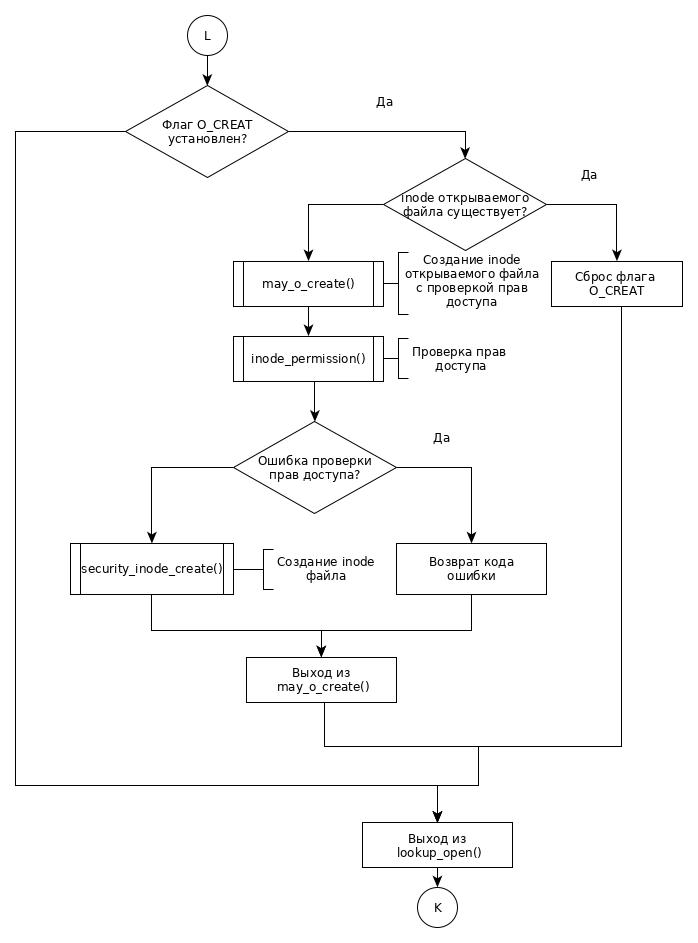 L
Да
Флаг O_CREAT
установлен?
Да
inode открываемого
файла существует?
may_o_create()
Создание inode
открываемого файла
с проверкой прав
доступа
Сброс флага
O_CREAT
inode_permission()
Проверка прав
доступа
Да
Ошибка проверки
прав доступа?
security_inode_create()
Создание inode
файла
Возврат кода
ошибки
Выход из
may_o_create()
Выход из
lookup_open()
K